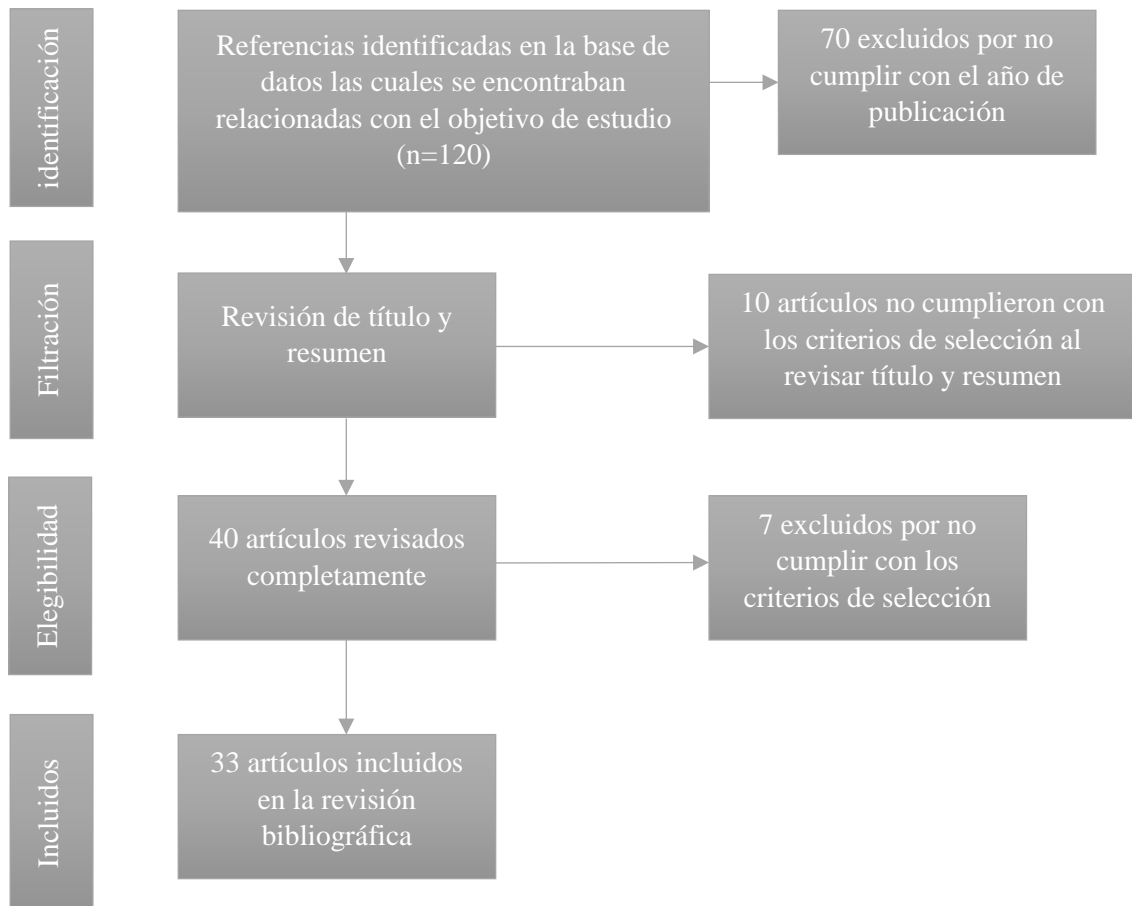 identificación
Referencias identificadas en la base de
datos las cuales se encontraban
relacionadas con el objetivo de estudio
(n=120)
70 excluidos por no
cumplir con el año de
publicación
Filtración
Revisión de título y
resumen
10 artículos no cumplieron con
los criterios de selección al
revisar título y resumen
Elegibilidad
40 artículos revisados
completamente
7 excluidos por no
cumplir con los
criterios de selección
Incluidos
33 artículos incluidos
en la revisión
bibliográfica